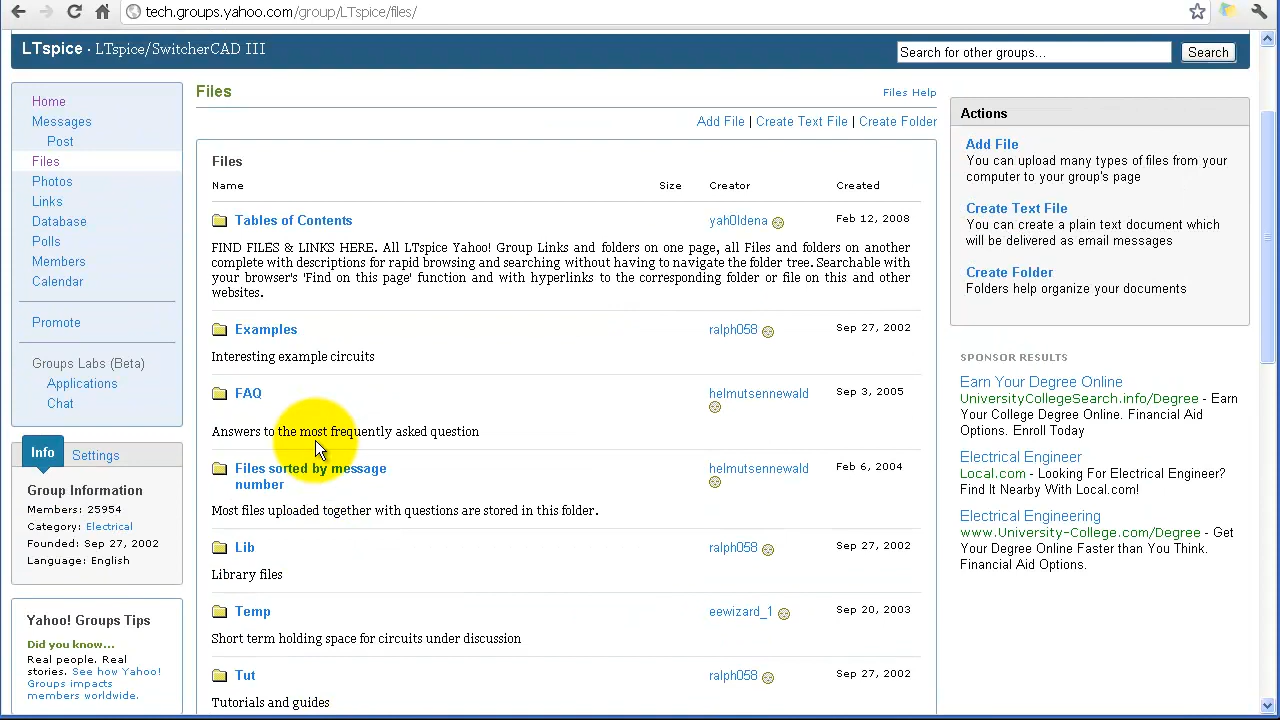 tech.groups.yahoo.com/group/LTspice/files/
LTspice · LTspice/SwitcherCAD III
Search for other groups...
Search
Home
Messages
Post
Files
Photos
Links
Database
Polls
Members
Calendar
Promote
Groups Labs (Beta)
Applications
Chat
Info
Settings
Group Information
Members: 25954
Category: Electrical
Founded: Sep 27, 2002
Language: English
Yahoo! Groups Tips
Did you know...
Real people. Real
stories. See how Yahoo!
Groups impacts
members worldwide.
Files
Files Help
Add File | Create Text File | Create Folder
Files
Name Size Creator Created
Tables of Contents yah0ldena Feb 12, 2008
FIND FILES & LINKS HERE. All LTspice Yahoo! Group Links and folders on one page, all Files and folders on another
complete with descriptions for rapid browsing and searching without having to navigate the folder tree. Searchable with
your browser's 'Find on this page' function and with hyperlinks to the corresponding folder or file on this and other
websites.
Examples ralph058 Sep 27, 2002
Interesting example circuits
FAQ helmutsennewald Sep 3, 2005
Answers to the most frequently asked question
Files sorted by message helmutsennewald Feb 6, 2004
number
Most files uploaded together with questions are stored in this folder.
Lib ralph058 Sep 27, 2002
Library files
Temp eewizard_1 Sep 20, 2003
Short term holding space for circuits under discussion
Tut ralph058 Sep 27, 2002
Tutorials and guides
Actions
Add File
You can upload many types of files from your
computer to your group's page
Create Text File
You can create a plain text document which
will be delivered as email messages
Create Folder
Folders help organize your documents
SPONSOR RESULTS
Earn Your Degree Online
UniversityCollegeSearch.info/Degree - Earn
Your College Degree Online. Financial Aid
Options. Enroll Today
Electrical Engineer
Local.com - Looking For Electrical Engineer?
Find It Nearby With Local.com!
Electrical Engineering
www.University-College.com/Degree - Get
Your Degree Online Faster than You Think.
Financial Aid Options.